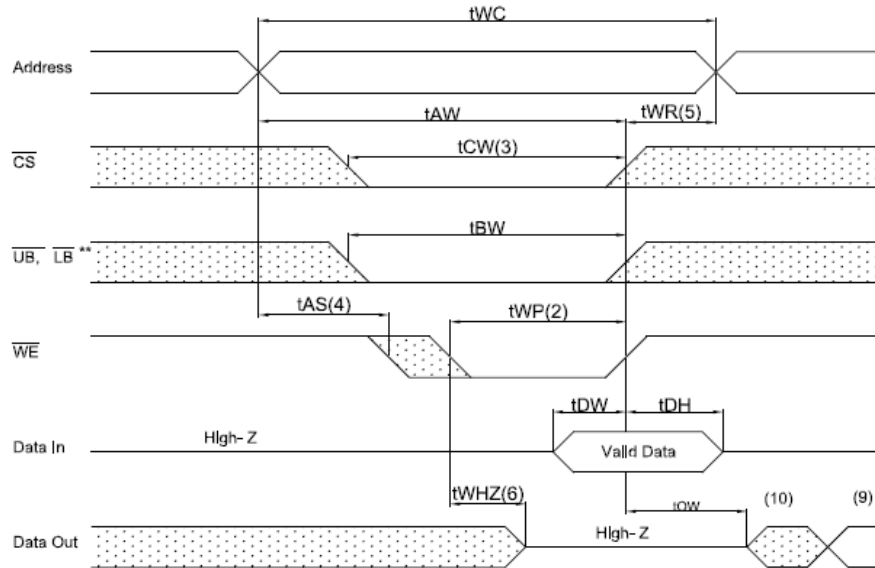 tWC
Address
tAW
tWR(5)
tCW(3)
CS
tBW
UB, LB **
tAS(4)
tWP(2)
WE
tDW
tDH
Data In
HIgh- Z
ValId Data
tWHZ(6)
tOW
(10)
(9)
Data Out
HIgh- Z